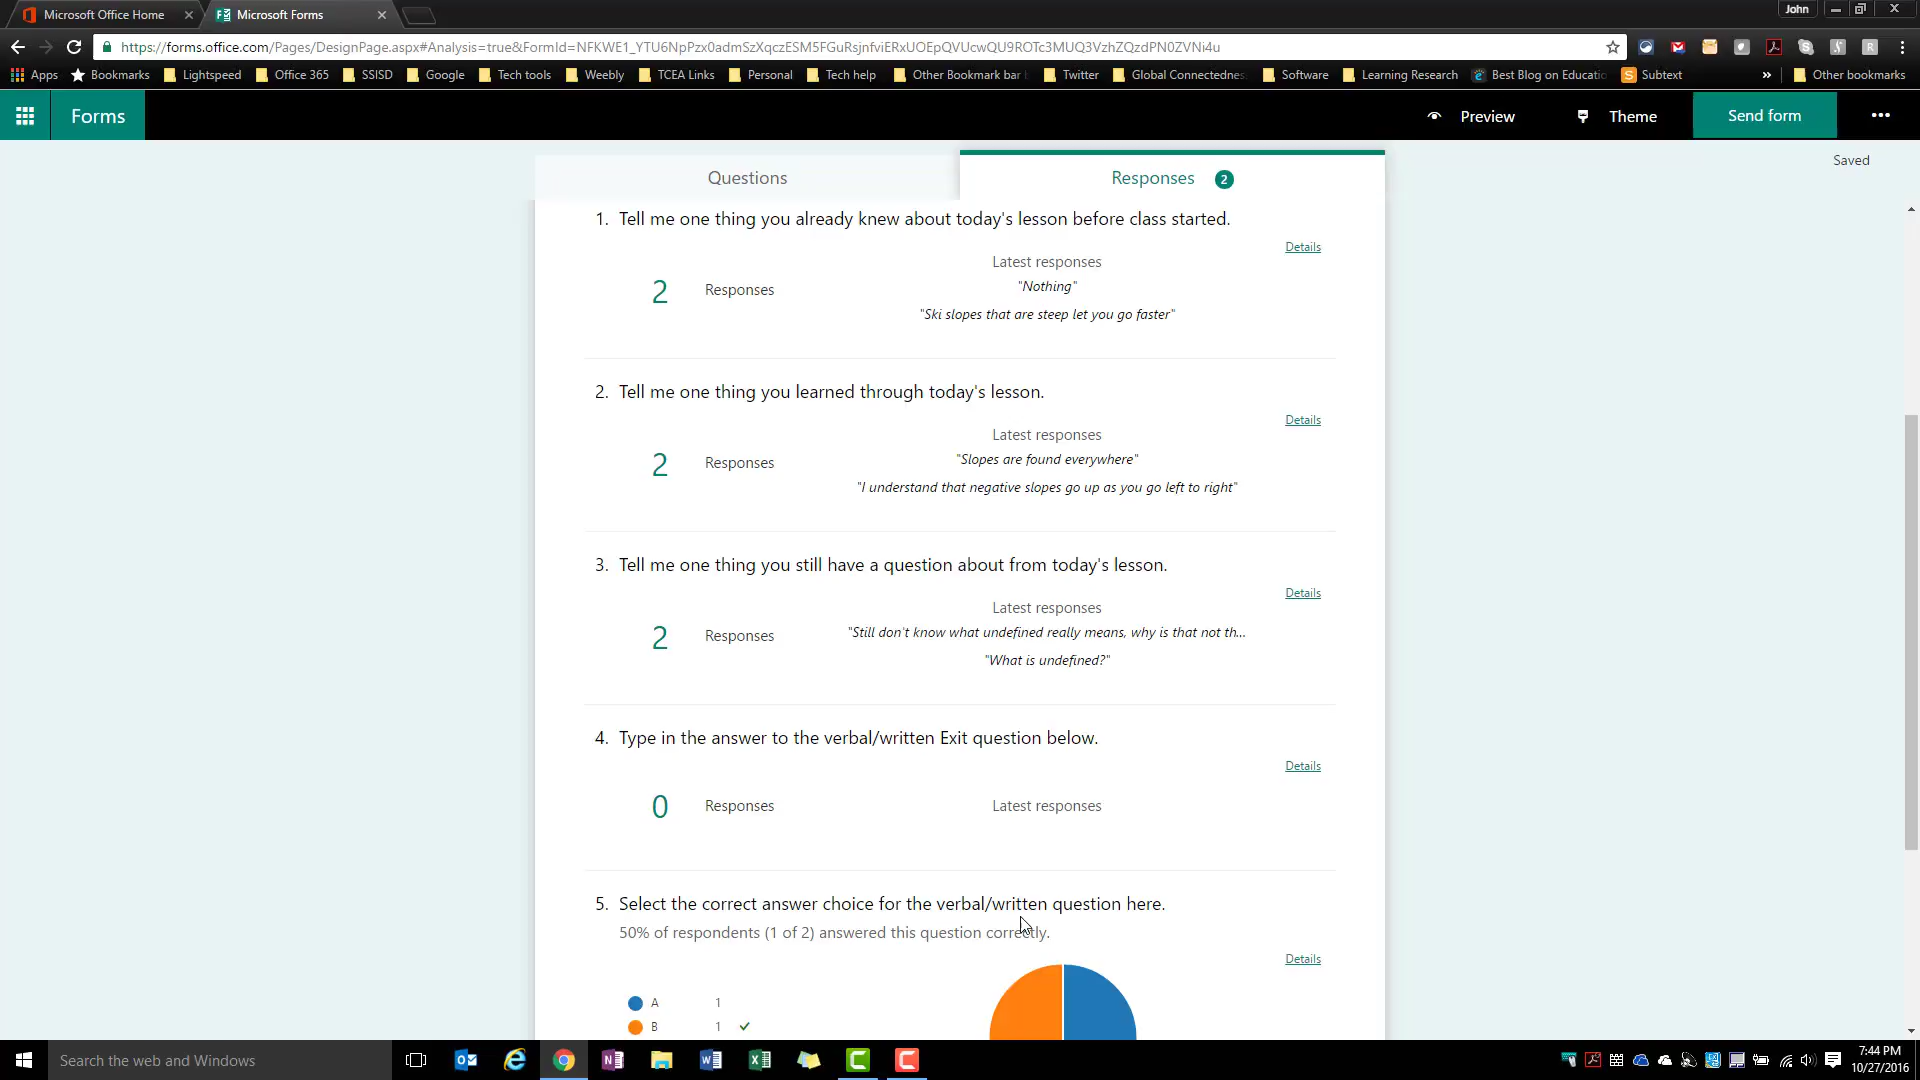 Microsoft Office Home
Microsoft Forms
John
https://forms.office.com/Pages/DesignPage.aspx#Analysis=true&FormId=NFKWE1_YTU6NpPzx0admSzXqczESM5FGuRsjnfviERxUOEpQVUcwQU9ROTc3MUQ3VzhZQzdPN0ZVNi4u
Apps Bookmarks Lightspeed Office 365 SSISD Google Tech tools Weebly TCEA Links Personal Tech help Other Bookmark bar Twitter Global Connectednes Software Learning Research Best Blog on Educatio Subtext » Other bookmarks
Forms
Preview
Theme
Send form
Saved
Questions
Responses 2
1. Tell me one thing you already knew about today's lesson before class started.
Details
Latest responses
2 Responses
"Nothing"
"Ski slopes that are steep let you go faster"
2. Tell me one thing you learned through today's lesson.
Details
Latest responses
2 Responses
"Slopes are found everywhere"
"I understand that negative slopes go up as you go left to right"
3. Tell me one thing you still have a question about from today's lesson.
Details
Latest responses
2 Responses
"Still don't know what undefined really means, why is that not th...
"What is undefined?"
4. Type in the answer to the verbal/written Exit question below.
Details
0 Responses
Latest responses
5. Select the correct answer choice for the verbal/written question here.
50% of respondents (1 of 2) answered this question correctly.
Details
A 1
B 1
Search the web and Windows
7:44 PM
10/27/2016